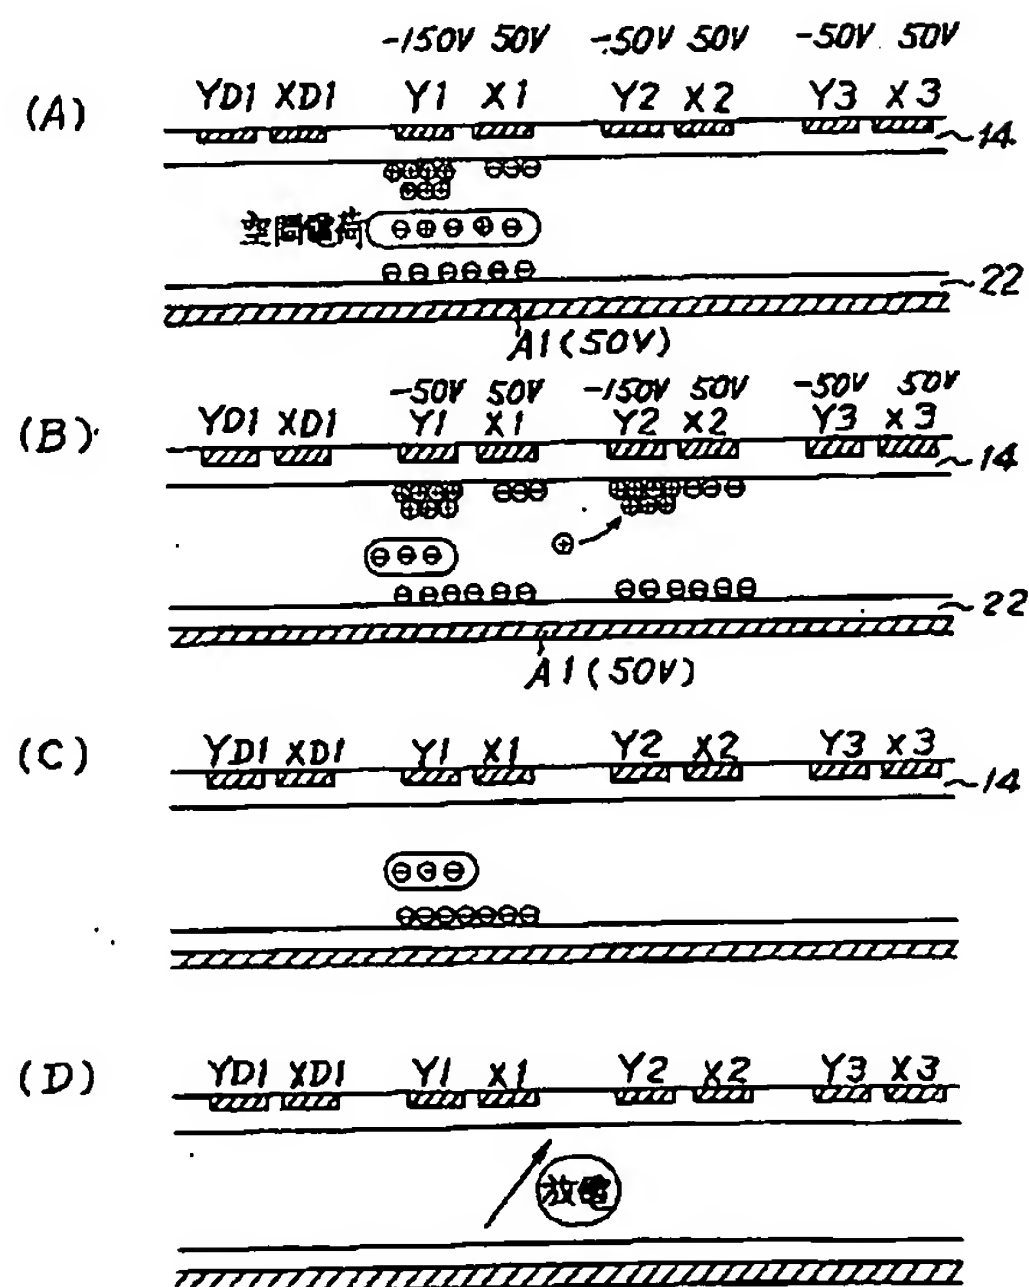 -150V 50V -50V 50V -50V 50V
(A) YD1 XD1 Y1 X1 Y2 X2 Y3 X3
14
空間電荷
22
A1(50V)
-50V 50V -150V 50V -50V 50V
(B) YD1 XD1 Y1 X1 Y2 X2 Y3 X3
14
22
A1(50V)
(C) YD1 XD1 Y1 X1 Y2 X2 Y3 X3
14
(D) YD1 XD1 Y1 X1 Y2 X2 Y3 X3
放電